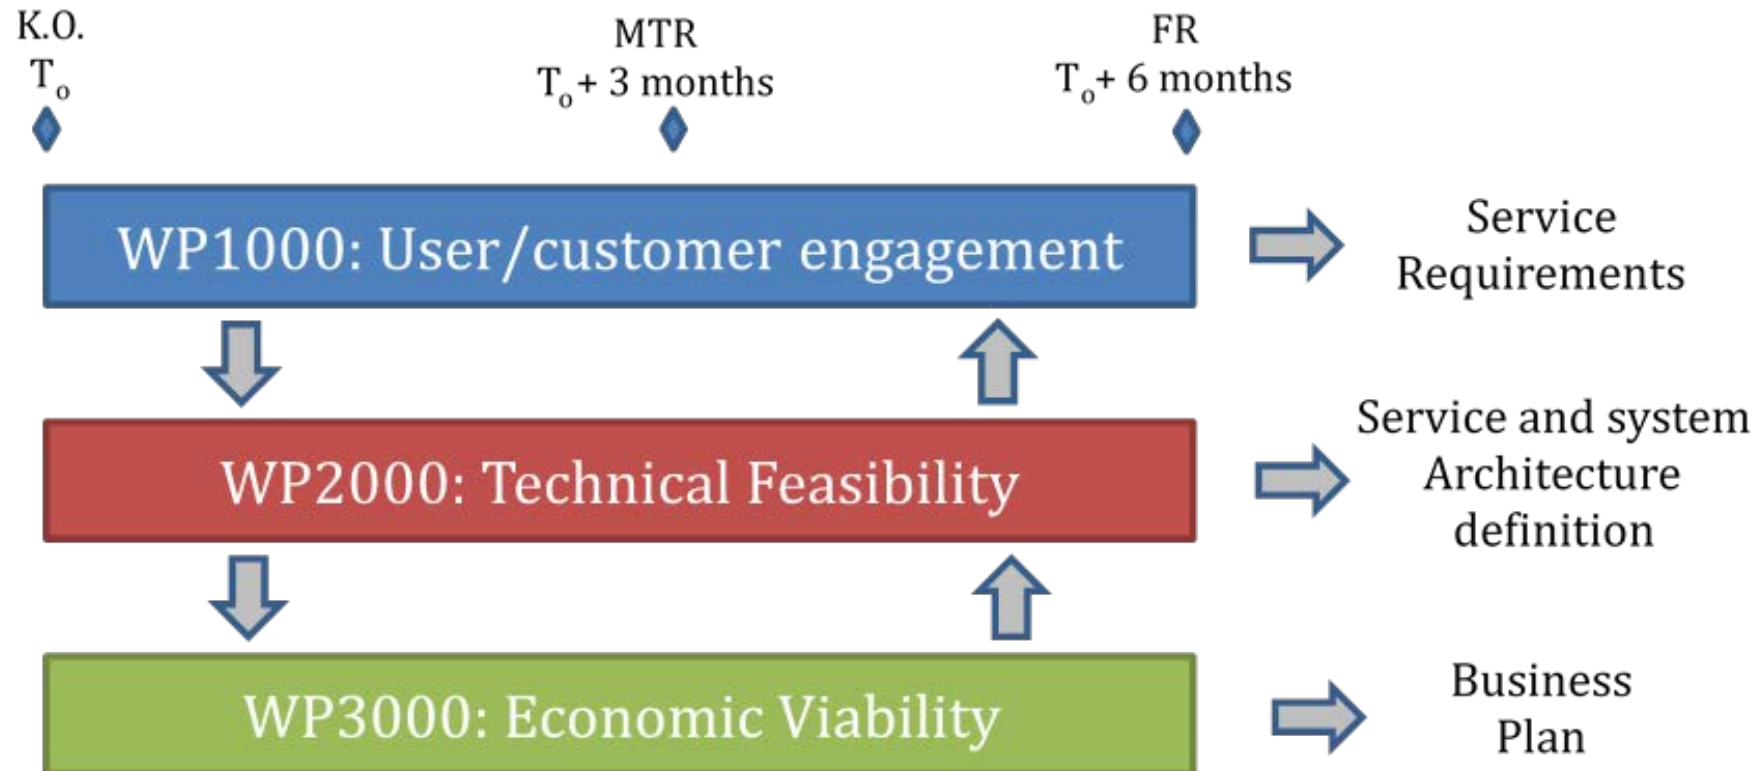 K.O.
To
MTR
To + 3 months
FR
To + 6 months
WP1000: User/customer engagement
Service
Requirements
WP2000: Technical Feasibility
Service and system
Architecture
definition
WP3000: Economic Viability
Business
Plan